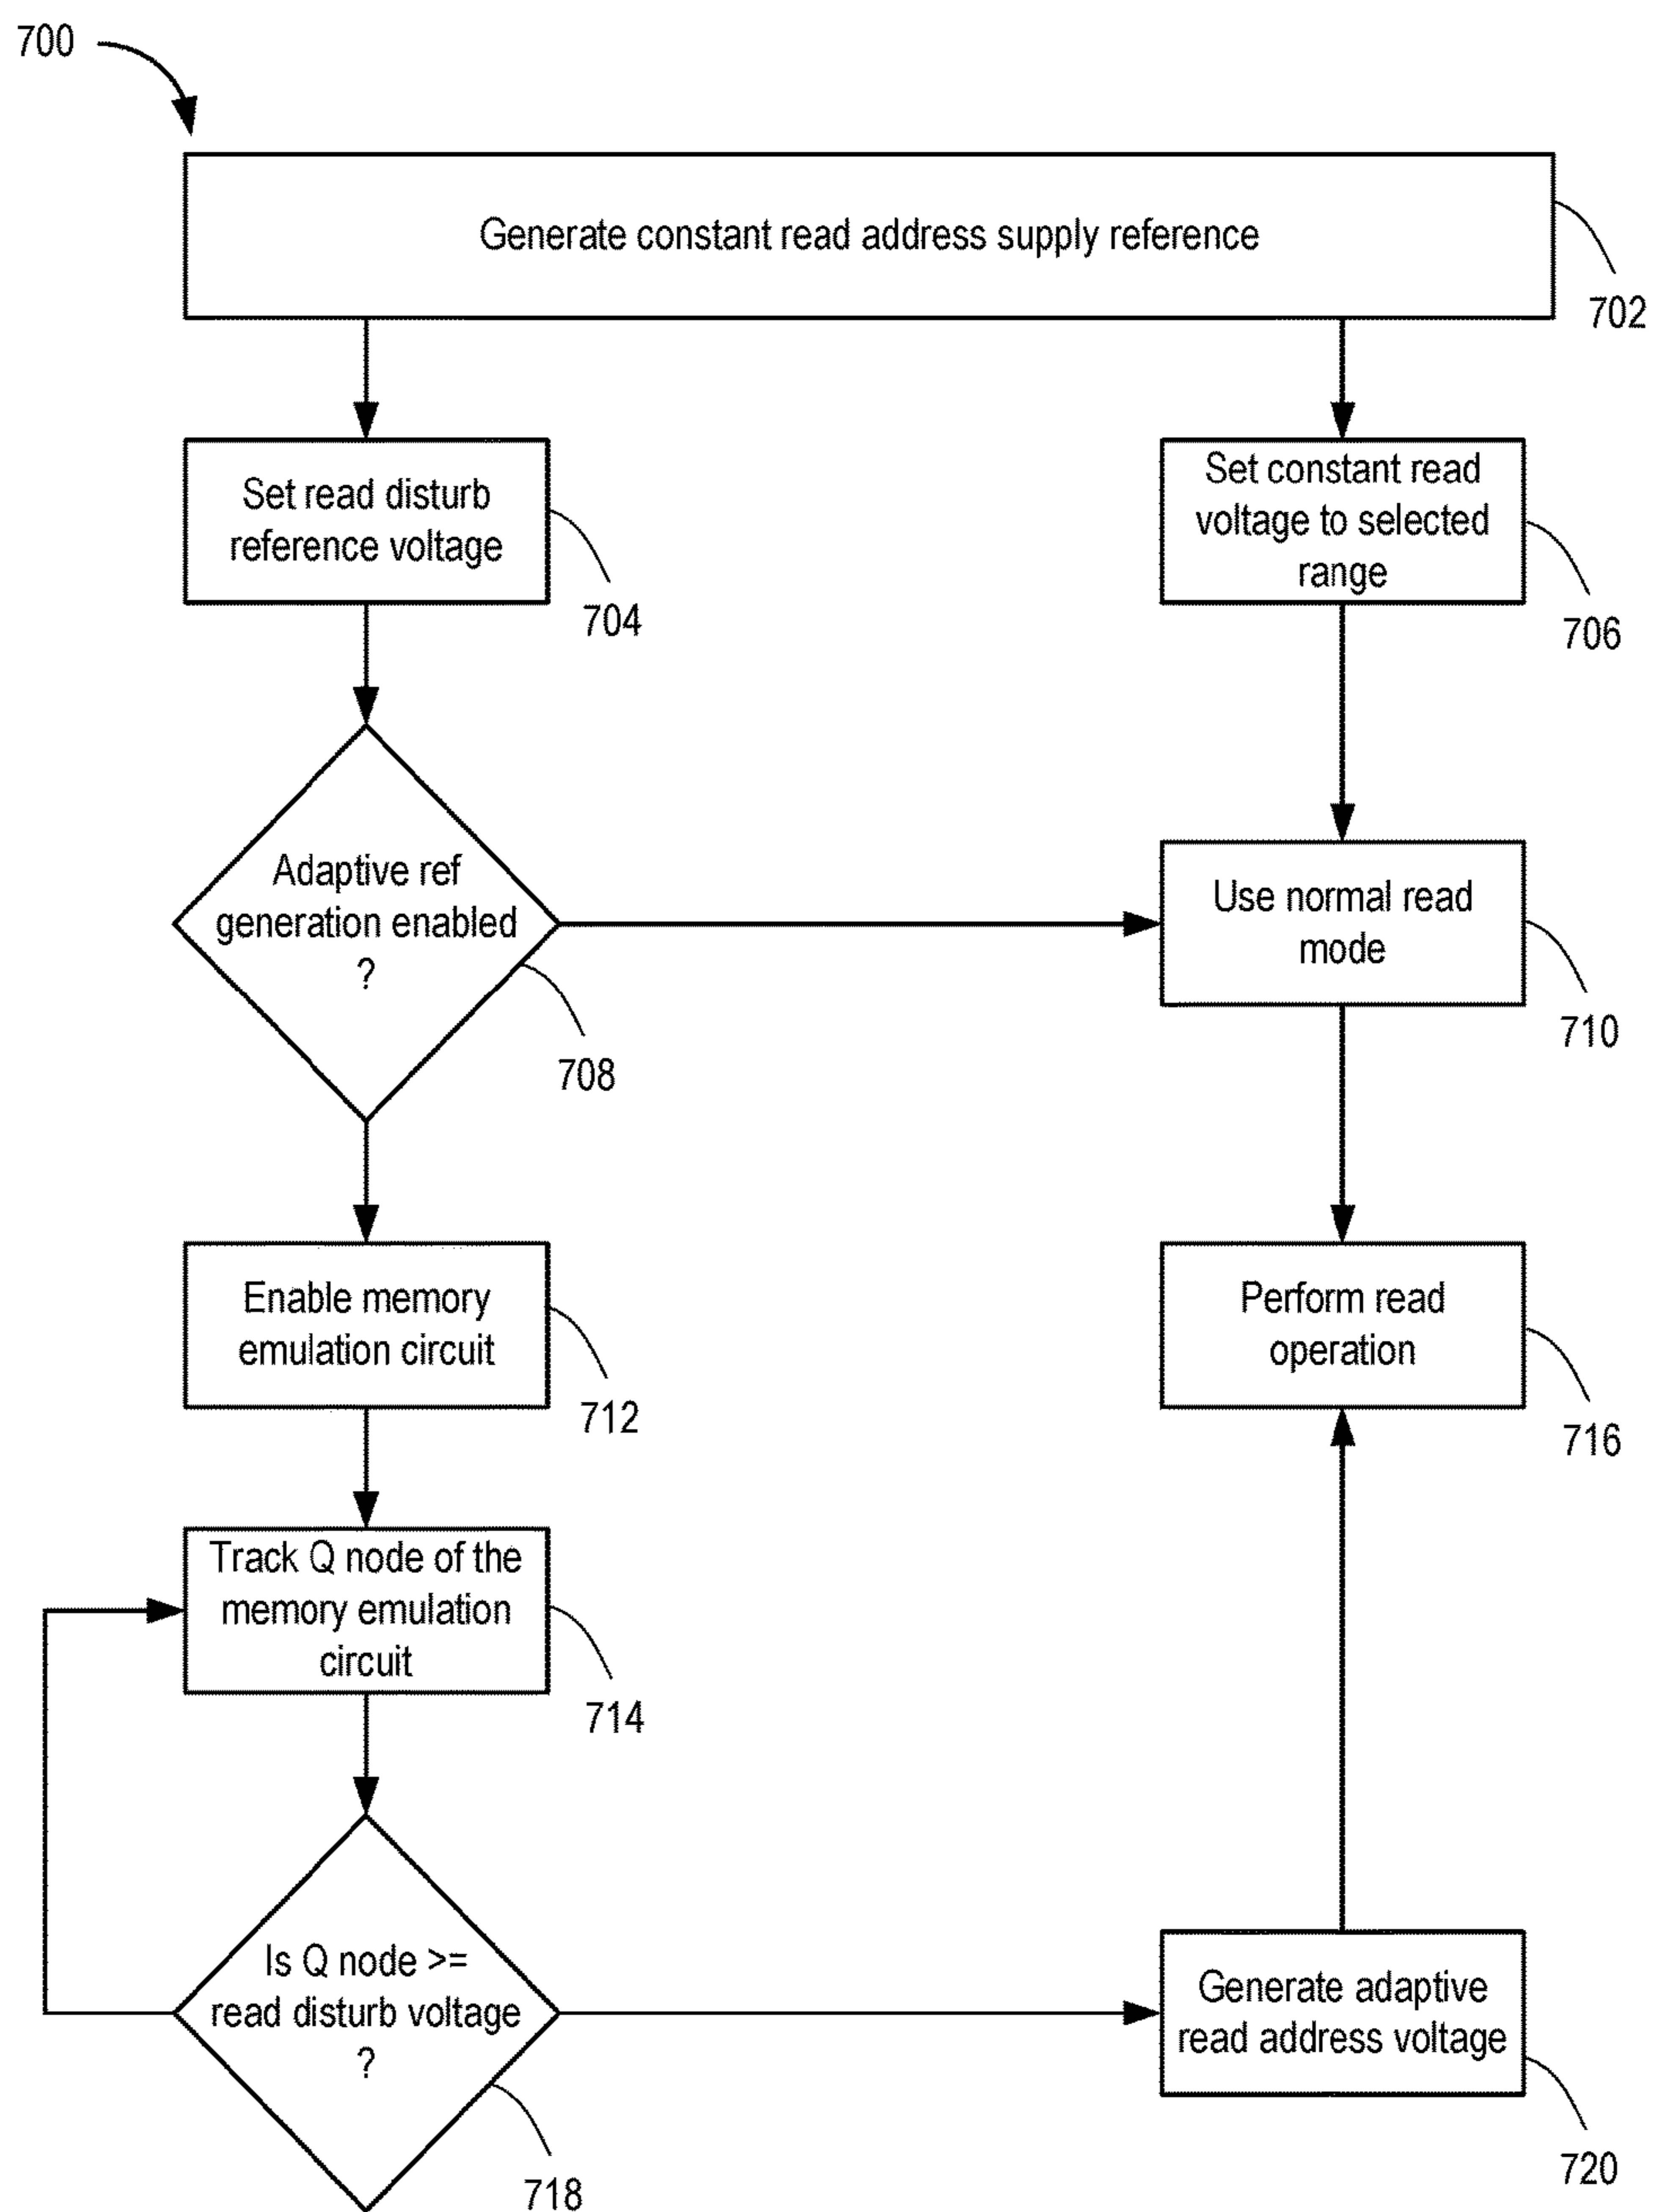 700
Generate constant read address supply reference
702
Set read disturb
reference voltage
704
Set constant read
voltage to selected
range
706
Adaptive ref
generation enabled
?
708
Use normal read
mode
710
Enable memory
emulation circuit
712
Perform read
operation
716
Track Q node of the
memory emulation
circuit
714
Is Q node >=
read disturb voltage
?
718
Generate adaptive
read address voltage
720